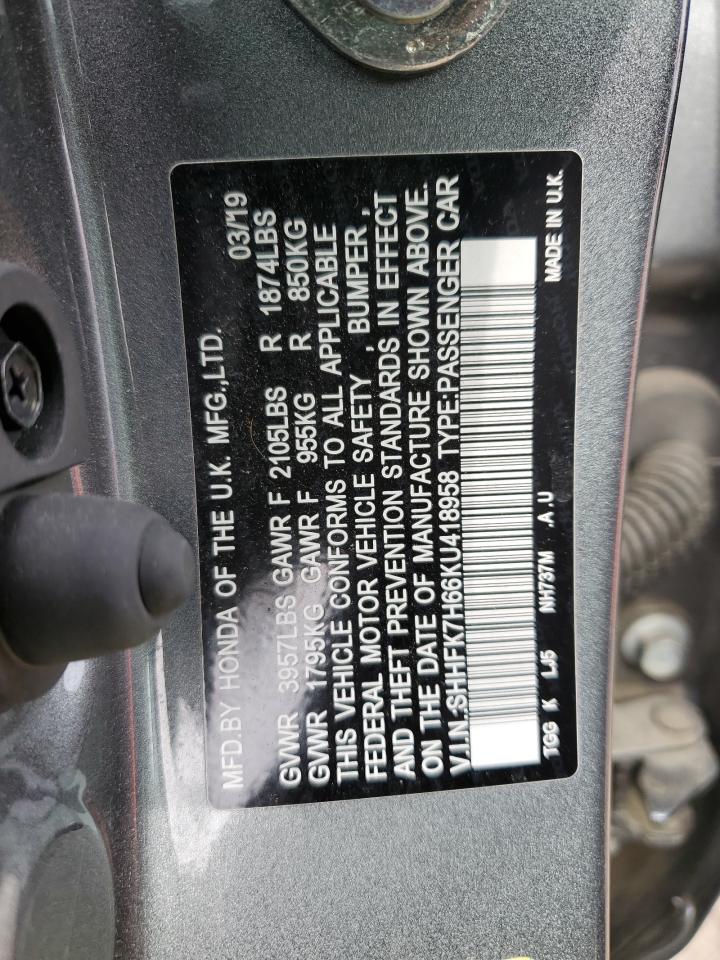 MFD.BY HONDA OF THE U.K. MFG.,LTD. 03/19
GVWR 3957LBS GAWR F 2105LBS R 1874LBS
GVWR 1795KG GAWR F 955KG R 850KG
THIS VEHICLE CONFORMS TO ALL APPLICABLE
FEDERAL MOTOR VEHICLE SAFETY , BUMPER ,
AND THEFT PREVENTION STANDARDS IN EFFECT
ON THE DATE OF MANUFACTURE SHOWN ABOVE.
V.I.N.:SHHFK7H66KU418958 TYPE:PASSENGER CAR
TGG K LJ5 NH737M .A.U MADE IN U.K.